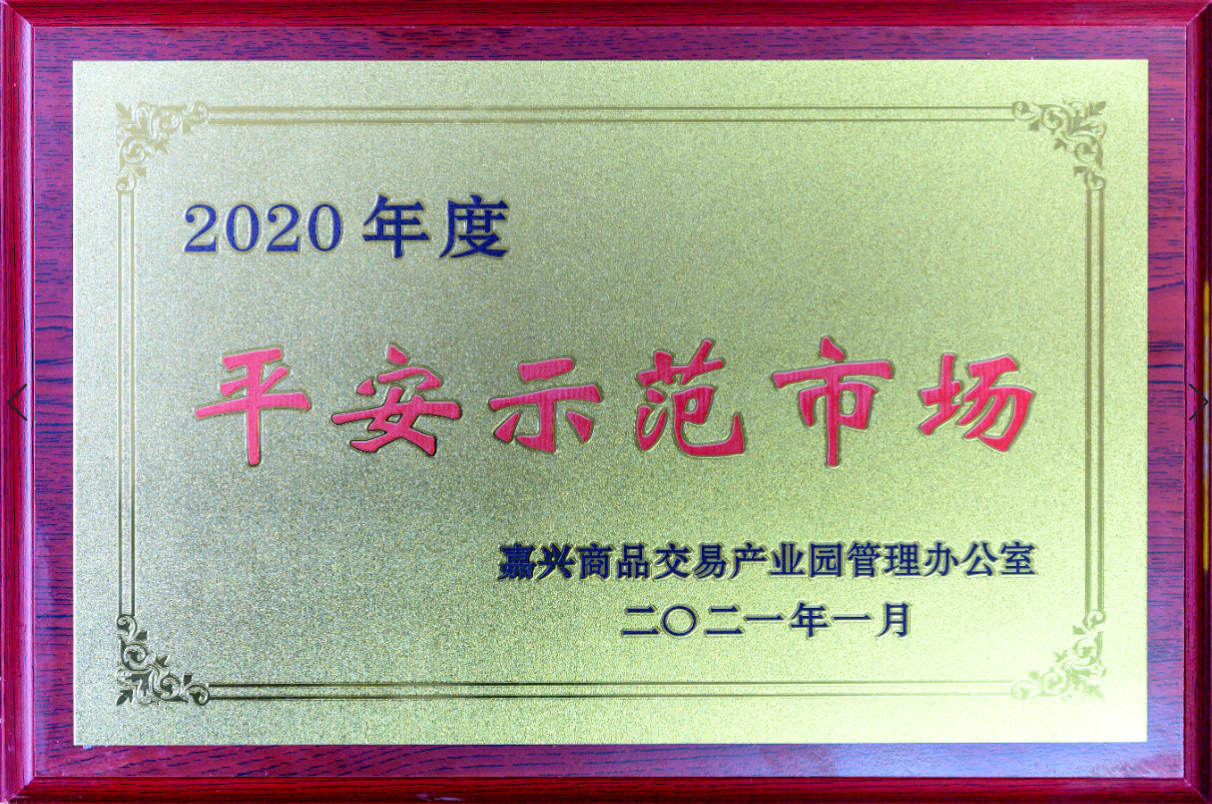 2020年度
平安示范市场
嘉兴商品交易产业园管理办公室
二〇二一年一月